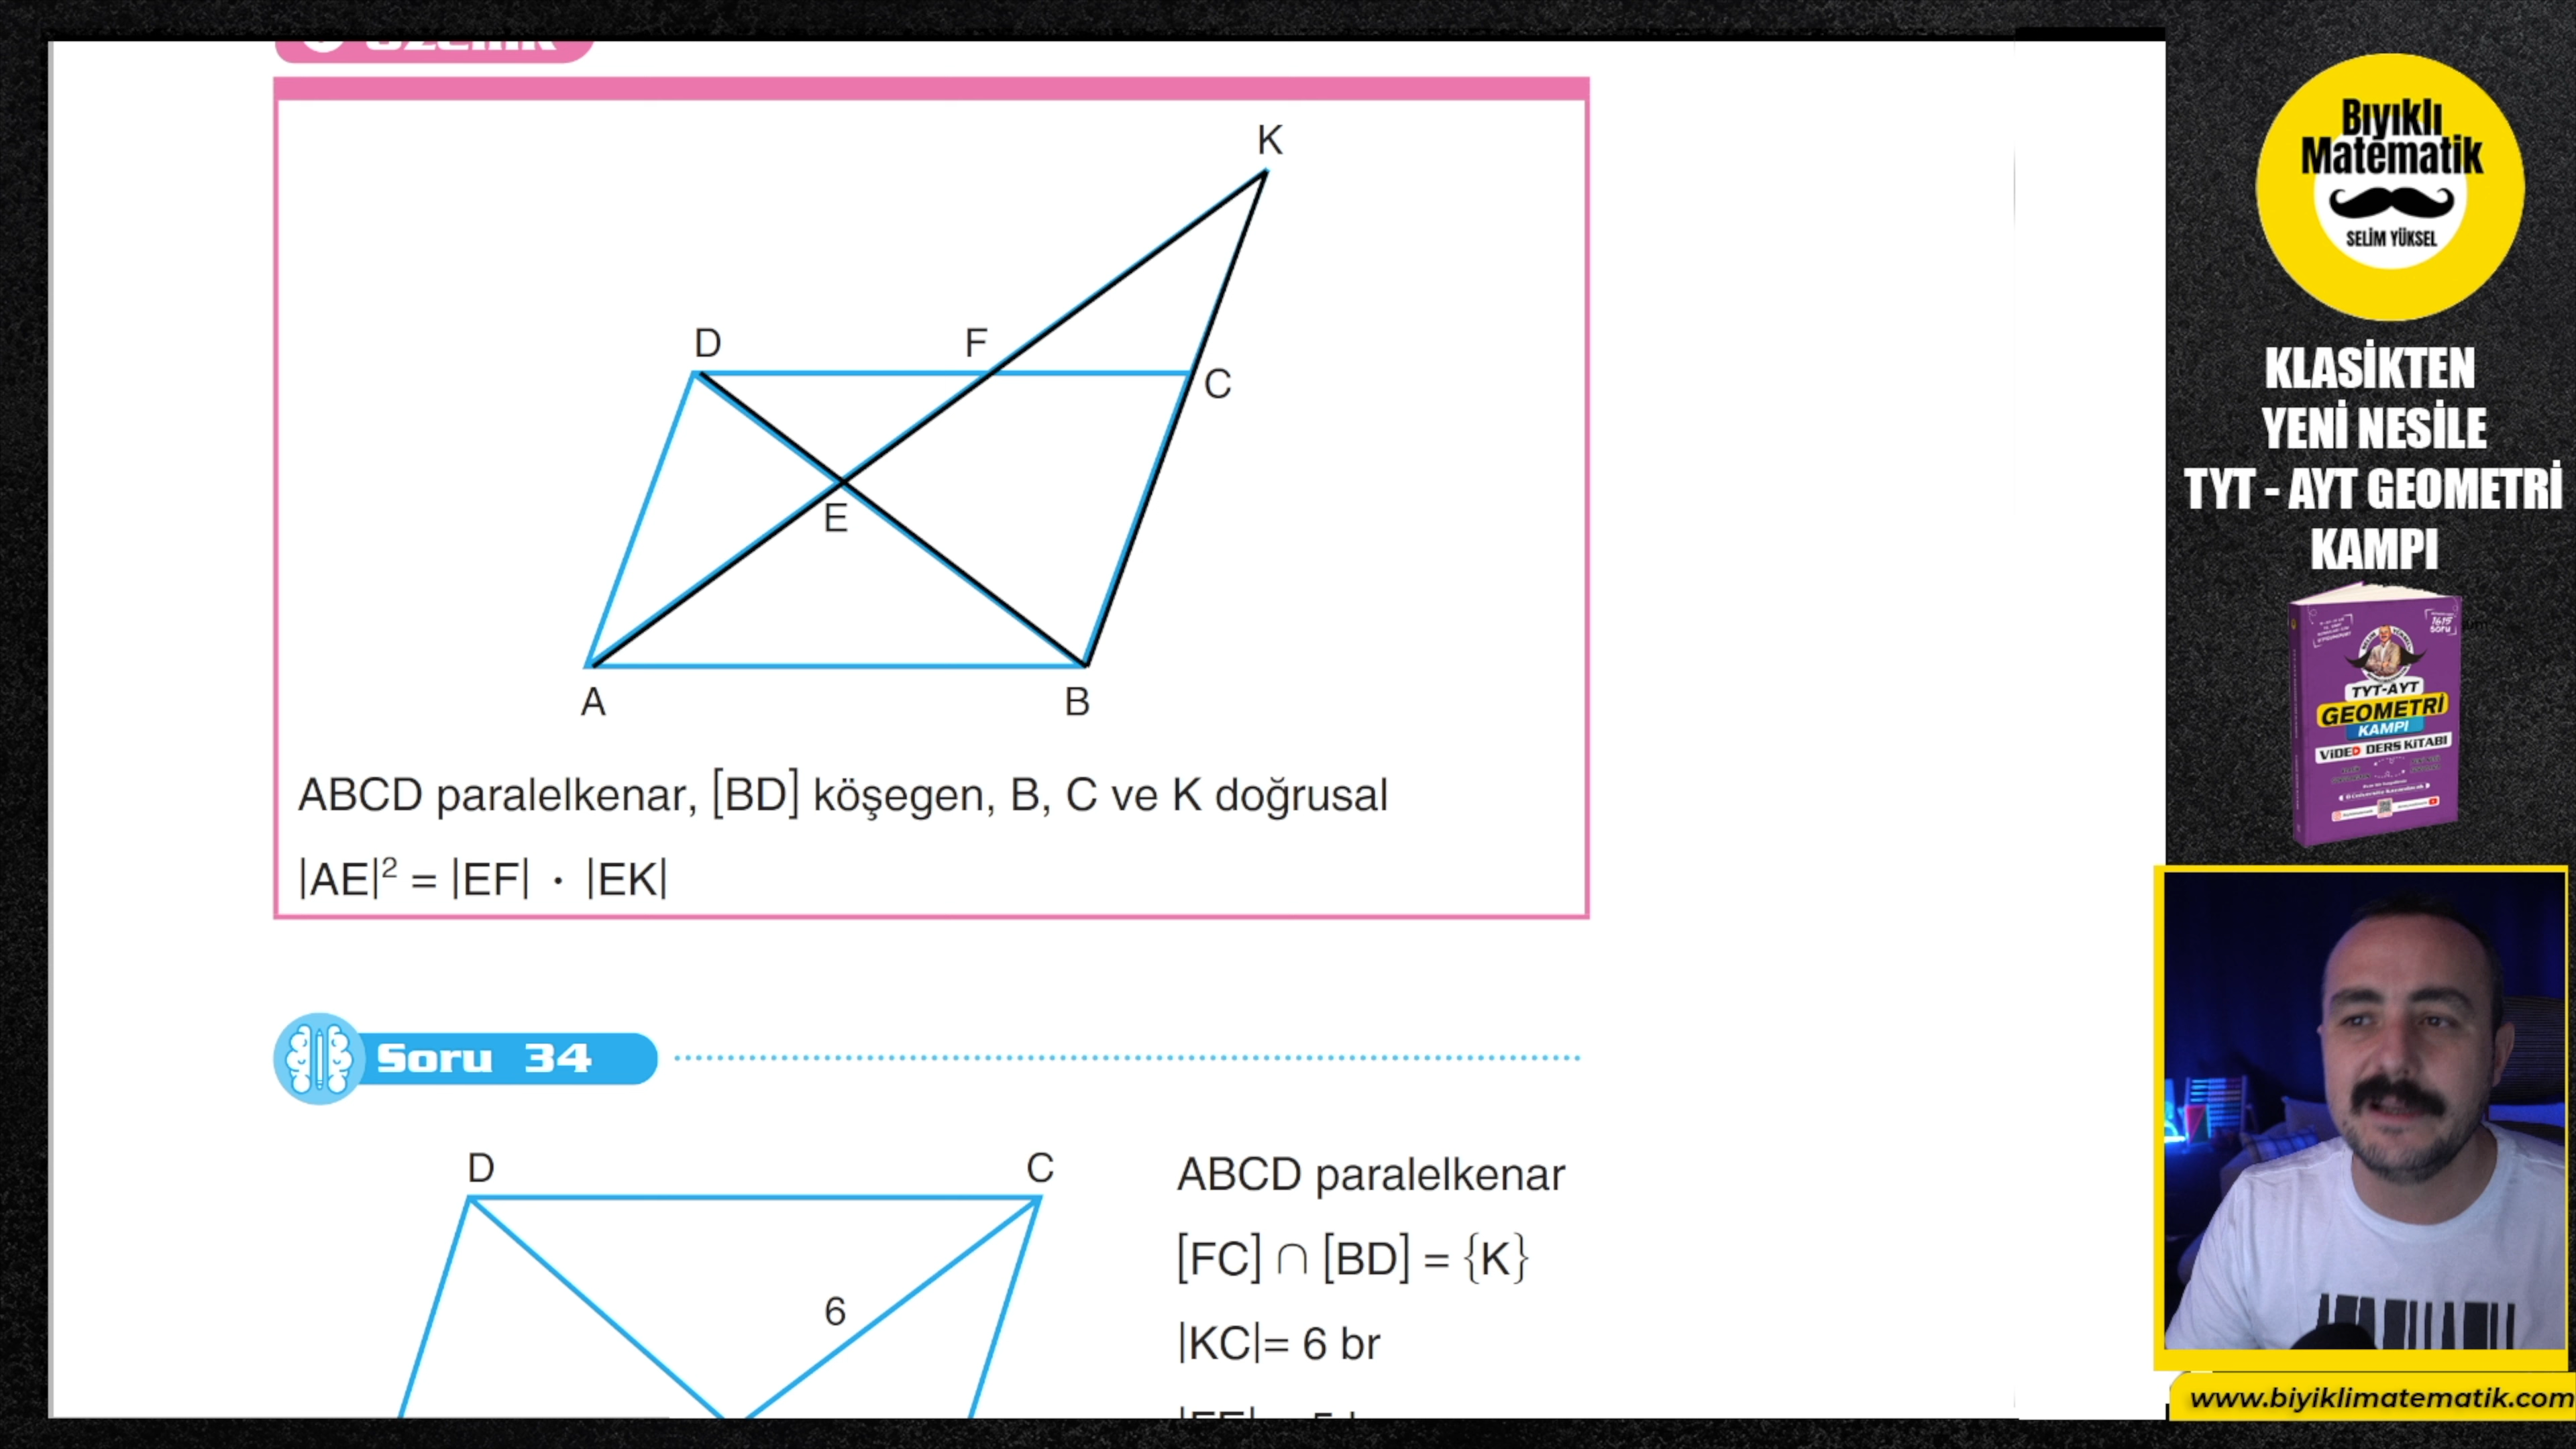 K
D
F
C
E
A
B
ABCD paralelkenar, [BD] köşegen, B, C ve K doğrusal
|AE|² = |EF| · |EK|
Soru 34
D
C
6
ABCD paralelkenar
[FC] ∩ [BD] = {K}
|KC|= 6 br
Bıyıklı
Matematik
SELİM YÜKSEL
KLASİKTEN
YENİ NESİLE
TYT - AYT GEOMETRİ
KAMPI
1615
soru
TYT-AYT
GEOMETRİ
KAMPI
VİDEO DERS KİTABI
www.biyiklimatematik.com